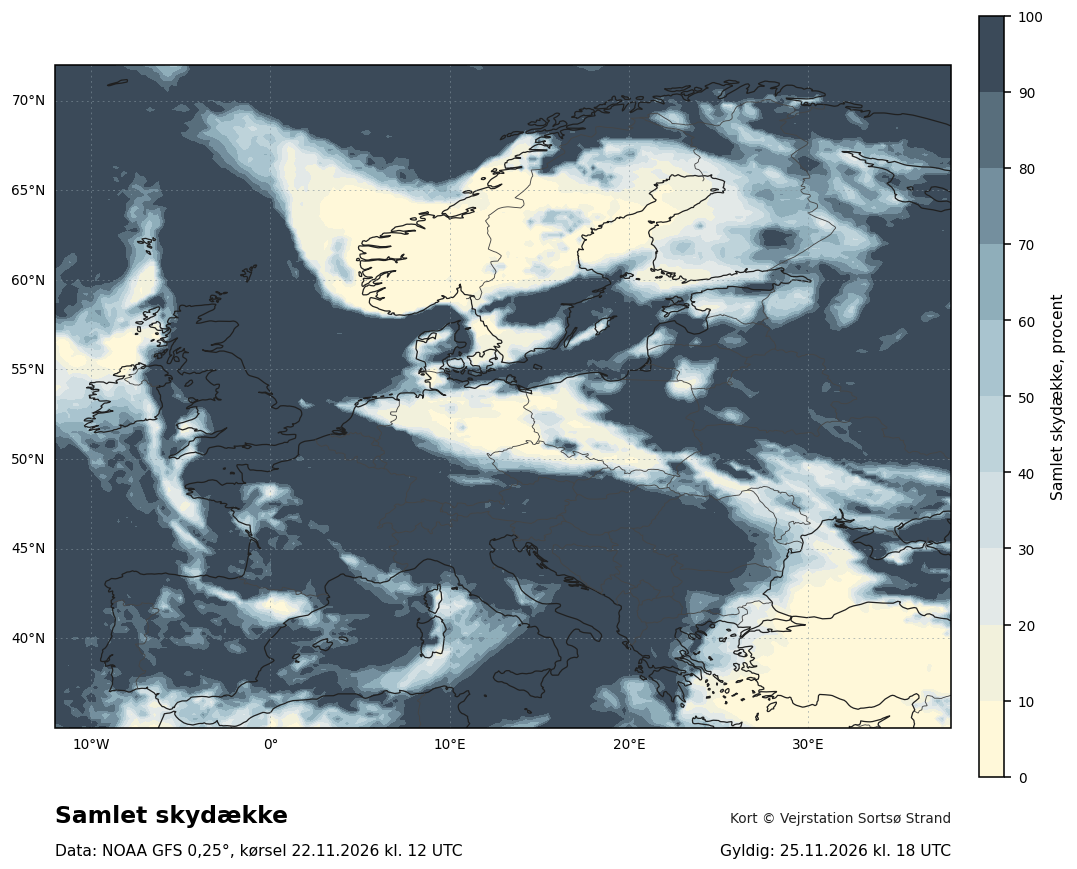 100
90
80
70
60
50
40
30
20
10
0
Samlet skydække, procent
70°N
65°N
60°N
55°N
50°N
45°N
40°N
10°W
0°
10°E
20°E
30°E
Samlet skydække
Kort © Vejrstation Sortsø Strand
Data: NOAA GFS 0,25°, kørsel 22.11.2026 kl. 12 UTC
Gyldig: 25.11.2026 kl. 18 UTC